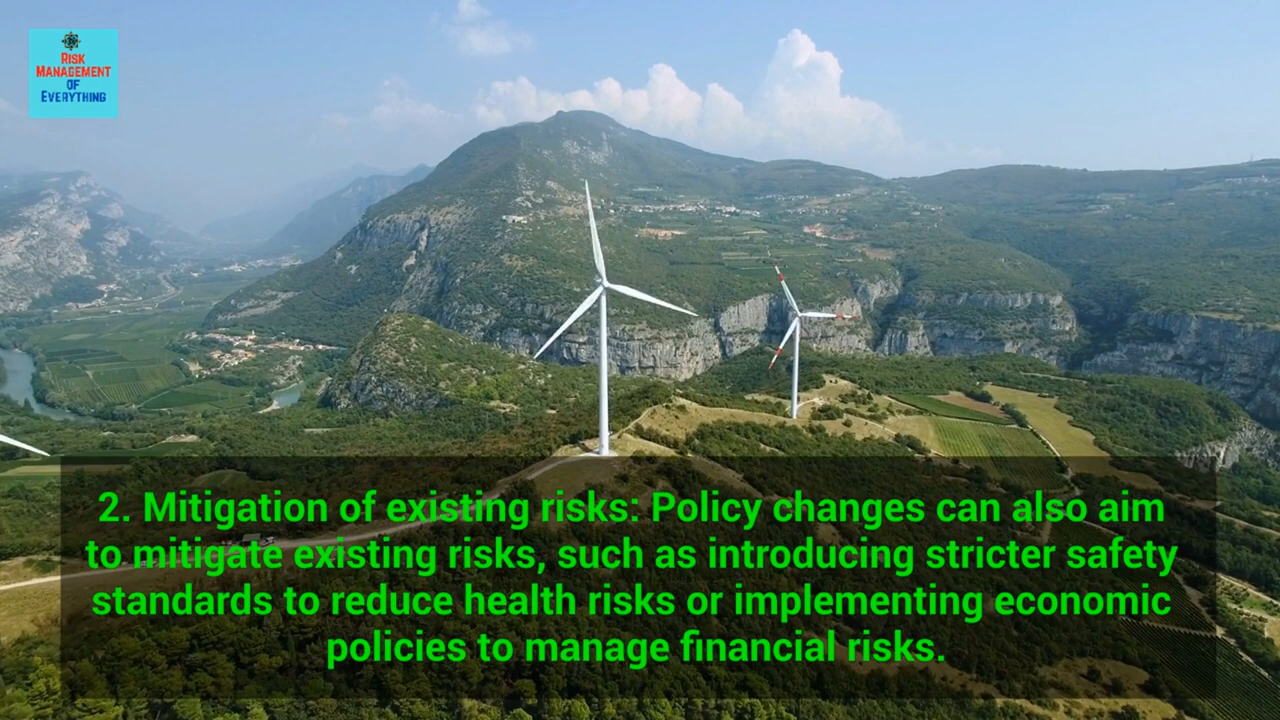 Risk
Management
of
Everything
2. Mitigation of existing risks: Policy changes can also aim
to mitigate existing risks, such as introducing stricter safety
standards to reduce health risks or implementing economic
policies to manage financial risks.